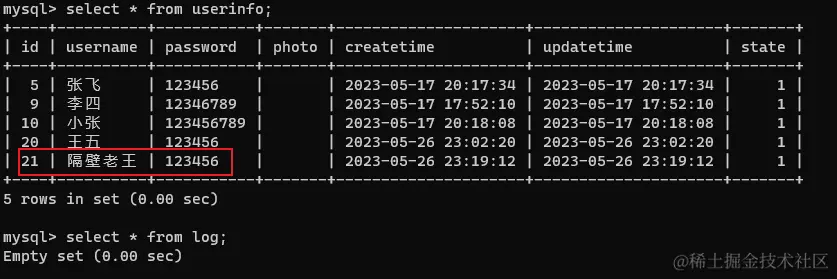 mysql> select * from userinfo;
+----+----------+-----------+-------+---------------------+---------------------+-------+
| id | username | password | photo | createtime | updatetime | state |
+----+----------+-----------+-------+---------------------+---------------------+-------+
| 5 | 张飞 | 123456 | | 2023-05-17 20:17:34 | 2023-05-17 20:17:34 | 1 |
| 9 | 李四 | 12346789 | | 2023-05-17 17:52:10 | 2023-05-17 17:52:10 | 1 |
| 10 | 小张 | 123456789 | | 2023-05-17 20:18:08 | 2023-05-17 20:18:08 | 1 |
| 20 | 王五 | 123456 | | 2023-05-26 23:02:20 | 2023-05-26 23:02:20 | 1 |
| 21 | 隔壁老王 | 123456 | | 2023-05-26 23:19:12 | 2023-05-26 23:19:12 | 1 |
+----+----------+-----------+-------+---------------------+---------------------+-------+
5 rows in set (0.00 sec)
mysql> select * from log;
Empty set (0.00 sec)
@稀土掘金技术社区